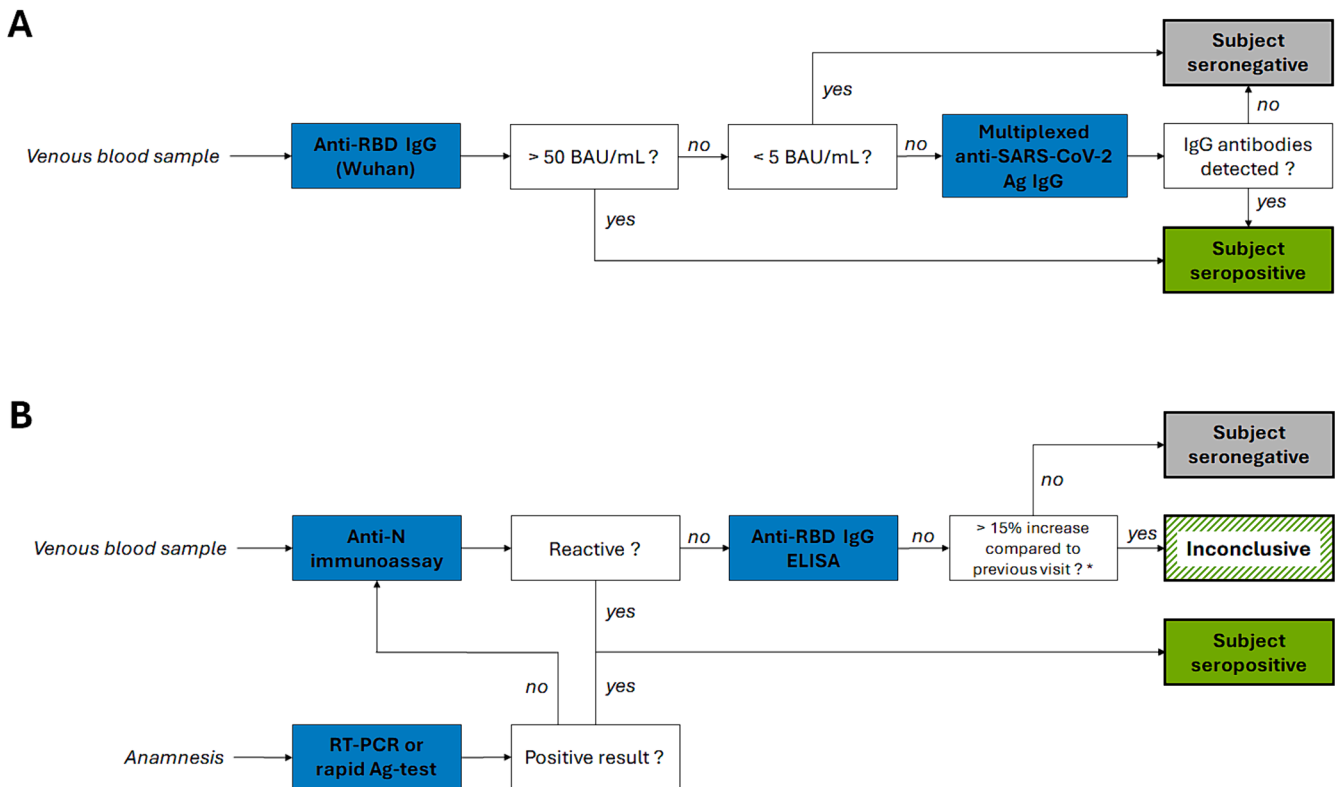 A
Subject
seronegative
yes
no
Venous blood sample
Anti-RBD IgG
(Wuhan)
> 50 BAU/mL ?
no
< 5 BAU/mL ?
no
Multiplexed
anti-SARS-CoV-2
Ag IgG
IgG antibodies
detected ?
yes
yes
Subject
seropositive
B
Subject
seronegative
no
Venous blood sample
Anti-N
immunoassay
Reactive ?
no
Anti-RBD IgG
ELISA
no
> 15% increase
compared to
previous visit ? *
yes
Inconclusive
yes
Subject
seropositive
no
yes
Anamnesis
RT-PCR or
rapid Ag-test
Positive result ?